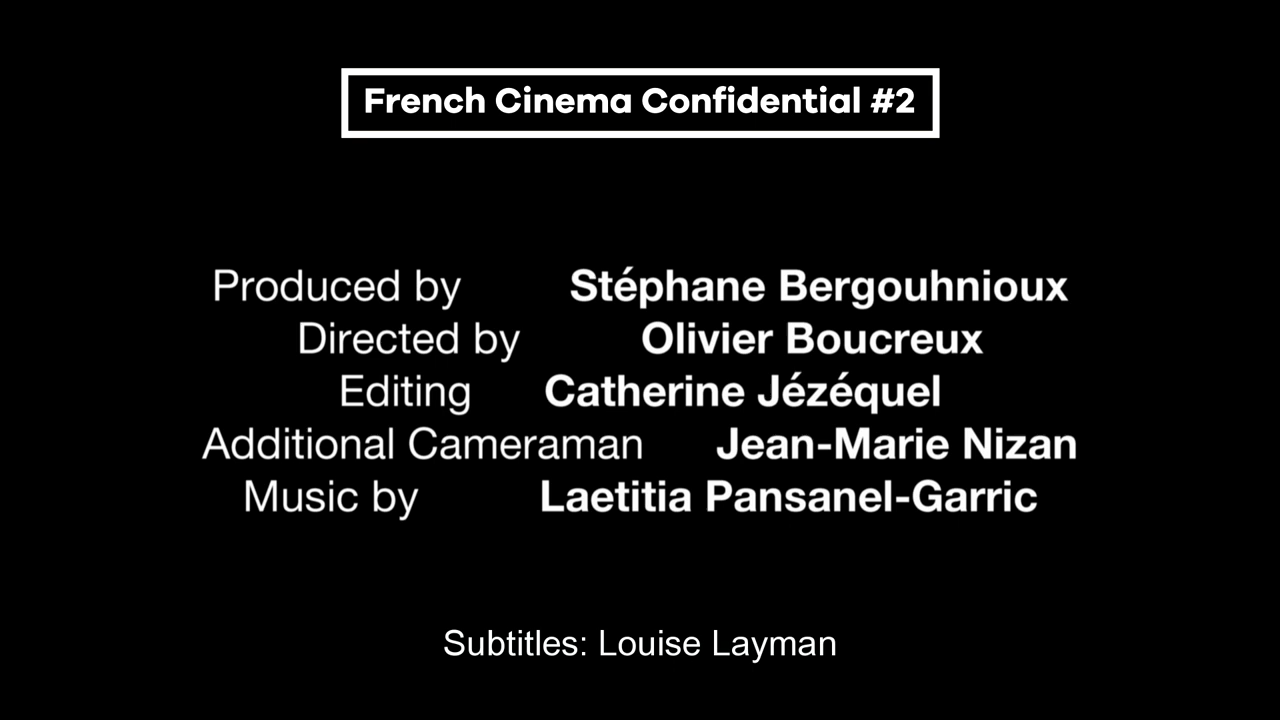 French Cinema Confidential #2
Produced by Stéphane Bergouhnioux
Directed by Olivier Boucreux
Editing Catherine Jézéquel
Additional Cameraman Jean-Marie Nizan
Music by Laetitia Pansanel-Garric
Subtitles: Louise Layman